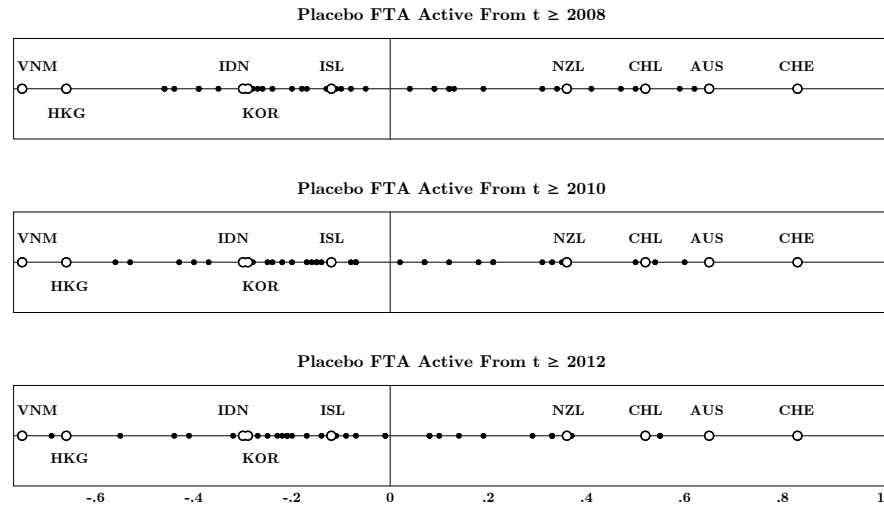 Placebo FTA Active From t ≥ 2008
VNM IDN ISL NZL CHL AUS CHE
HKG KOR
Placebo FTA Active From t ≥ 2010
VNM IDN ISL NZL CHL AUS CHE
HKG KOR
Placebo FTA Active From t ≥ 2012
VNM IDN ISL NZL CHL AUS CHE
HKG KOR
-.6 -.4 -.2 0 .2 .4 .6 .8 1